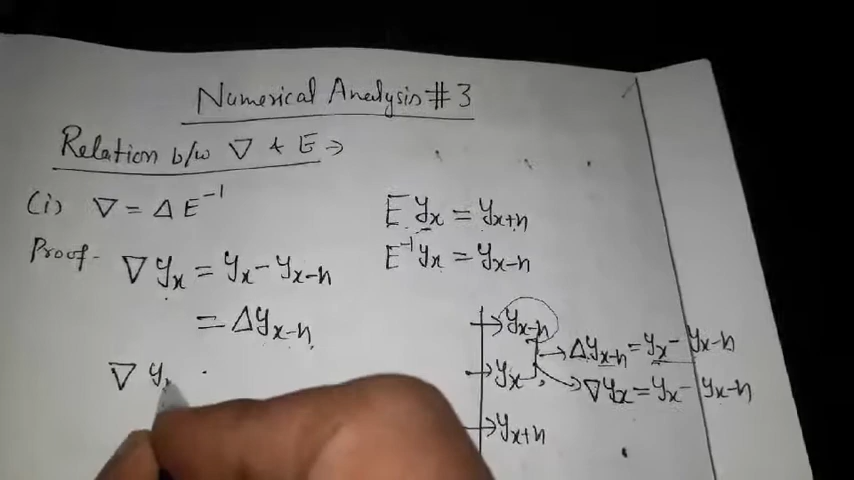 Numerical Analysis #3
Relation b/w ∇ & E →
(i) ∇ = Δ E⁻¹
Proof - ∇ yₓ = yₓ - yₓ₋ₕ
= Δyₓ₋ₕ
∇ yₓ
E yₓ = yₓ₊ₕ
E⁻¹ yₓ = yₓ₋ₕ
→ yₓ₋ₕ
→ yₓ
→ yₓ₊ₕ
→ Δyₓ₋ₕ = yₓ - yₓ₋ₕ
→ ∇yₓ = yₓ - yₓ₋ₕ